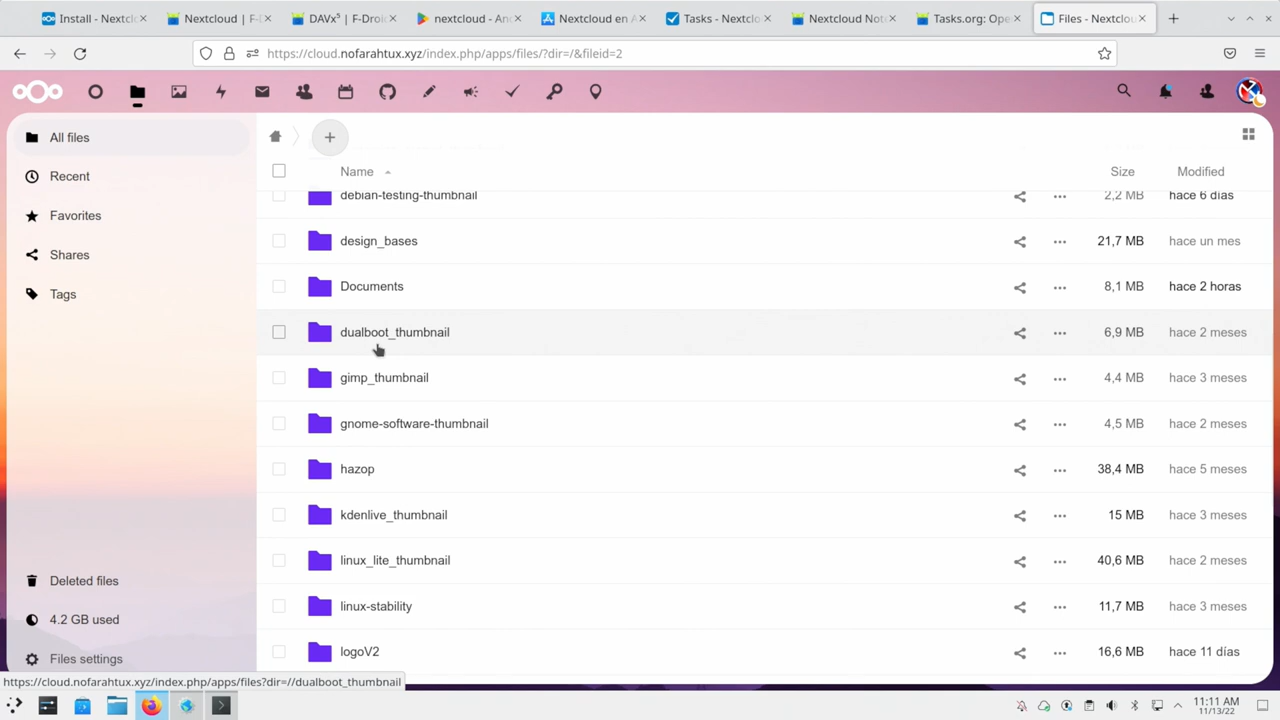 Install - Nextcl
Nextcloud | F-D
DAVx⁵ | F-Droi
nextcloud - An
Nextcloud en A
Tasks - Nextclo
Nextcloud Not
Tasks.org: Ope
Files - Nextclou
https://cloud.nofarahtux.xyz/index.php/apps/files/?dir=/&fileid=2
All files
Recent
Favorites
Shares
Tags
Deleted files
4.2 GB used
Files settings
Name Size Modified
debian-testing-thumbnail 2,2 MB hace 6 días
design_bases 21,7 MB hace un mes
Documents 8,1 MB hace 2 horas
dualboot_thumbnail 6,9 MB hace 2 meses
gimp_thumbnail 4,4 MB hace 3 meses
gnome-software-thumbnail 4,5 MB hace 2 meses
hazop 38,4 MB hace 5 meses
kdenlive_thumbnail 15 MB hace 3 meses
linux_lite_thumbnail 40,6 MB hace 2 meses
linux-stability 11,7 MB hace 3 meses
logoV2 16,6 MB hace 11 días
https://cloud.nofarahtux.xyz/index.php/apps/files?dir=//dualboot_thumbnail
11:11 AM
11/13/22